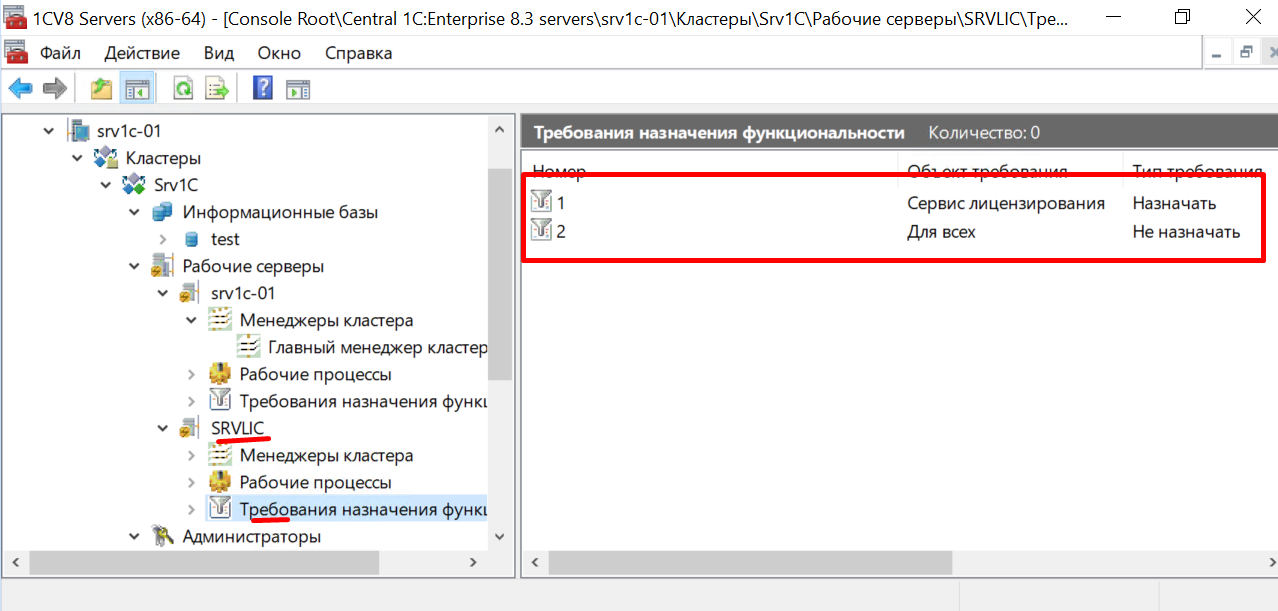 1CV8 Servers (x86-64) - [Console Root\Central 1C:Enterprise 8.3 servers\srv1c-01\Кластеры\Srv1C\Рабочие серверы\SRVLIC\Тре...
Файл Действие Вид Окно Справка
srv1c-01
Кластеры
Srv1C
Информационные базы
test
Рабочие серверы
srv1c-01
Менеджеры кластера
Главный менеджер кластер
Рабочие процессы
Требования назначения функц
SRVLIC
Менеджеры кластера
Рабочие процессы
Требования назначения функц
Администраторы
Требования назначения функциональности Количество: 0
Номер Объект требования Тип требования
1 Сервис лицензирования Назначать
2 Для всех Не назначать